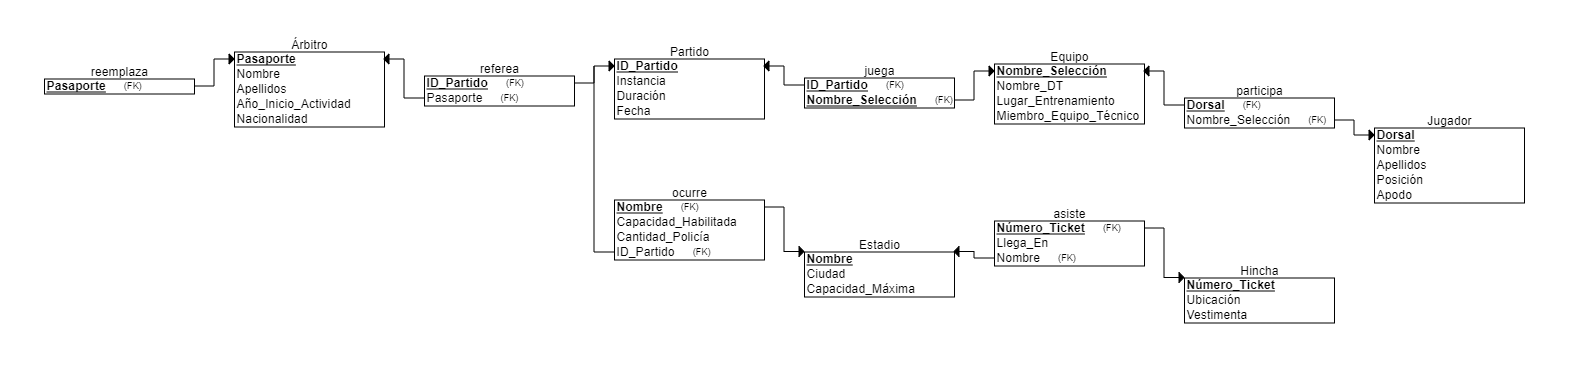 reemplaza
Pasaporte (FK)
Árbitro
Pasaporte
Nombre
Apellidos
Año_Inicio_Actividad
Nacionalidad
referea
ID_Partido (FK)
Pasaporte (FK)
Partido
ID_Partido
Instancia
Duración
Fecha
juega
ID_Partido (FK)
Nombre_Selección (FK)
Equipo
Nombre_Selección
Nombre_DT
Lugar_Entrenamiento
Miembro_Equipo_Técnico
participa
Dorsal (FK)
Nombre_Selección (FK)
Jugador
Dorsal
Nombre
Apellidos
Posición
Apodo
ocurre
Nombre (FK)
Capacidad_Habilitada
Cantidad_Policía
ID_Partido (FK)
Estadio
Nombre
Ciudad
Capacidad_Máxima
asiste
Número_Ticket (FK)
Llega_En
Nombre (FK)
Hincha
Número_Ticket
Ubicación
Vestimenta